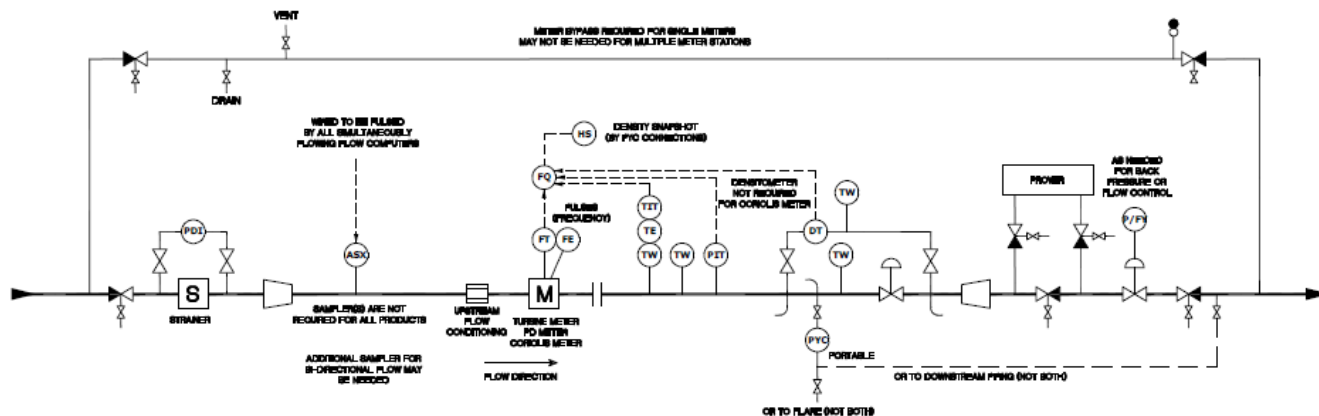 VENT
METER BYPASS REQUIRED FOR SINGLE METERS
MAY NOT BE NEEDED FOR MULTIPLE METER STATIONS
DRAIN
WIRED TO BE PULSED
BY ALL SIMULTANEOUSLY
FLOWING FLOW COMPUTERS
HS
DENSITY SNAPSHOT
(BY PYC CONNECTIONS)
FQ
PULSES
(FREQUENCY)
DENSITOMETER
NOT REQUIRED
FOR CORIOLIS METER
TW
PROVER
AS NEEDED
FOR BACK
PRESSURE OR
FLOW CONTROL
PDI
ASX
FT
FE
TIT
TE
TW
TW
PIT
DT
TW
P/FY
S
STRAINER
SAMPLER(S) ARE NOT
REQUIRED FOR ALL PRODUCTS
UPSTREAM
FLOW
CONDITIONING
M
TURBINE METER
PD METER
CORIOLIS METER
ADDITIONAL SAMPLER FOR
BI-DIRECTIONAL FLOW MAY
BE NEEDED
FLOW DIRECTION
PYC
PORTABLE
OR TO DOWNSTREAM PIPING (NOT BOTH)
OR TO FLARE (NOT BOTH)